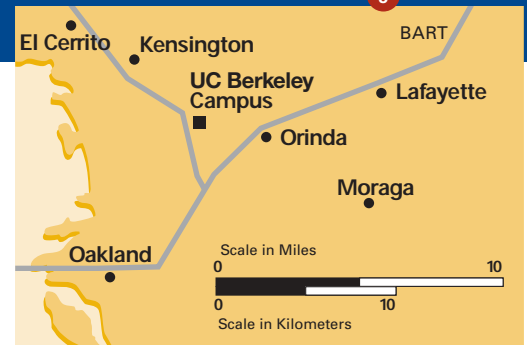 BART
El Cerrito
Kensington
UC Berkeley
Campus
Lafayette
Orinda
Moraga
Oakland
Scale in Miles
0 10
0 10
Scale in Kilometers